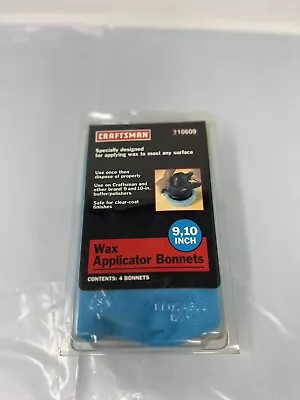 CRAFTSMAN
Specially designed
for applying wax to most any surface
Use once then
dispose of properly
Use on Craftsman and
other brand 9 and 10-in.
buffer/polishers
Safe for clear-coat
finishes
9,10
INCH
Wax
Applicator Bonnets
CONTENTS: 4 BONNETS